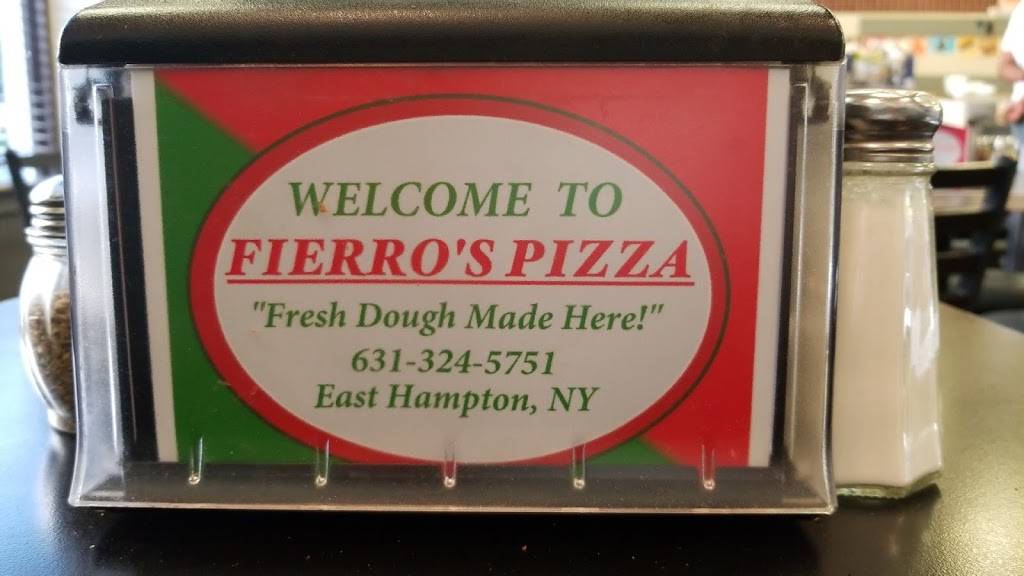 WELCOME TO
FIERRO'S PIZZA
"Fresh Dough Made Here!"
631-324-5751
East Hampton, NY